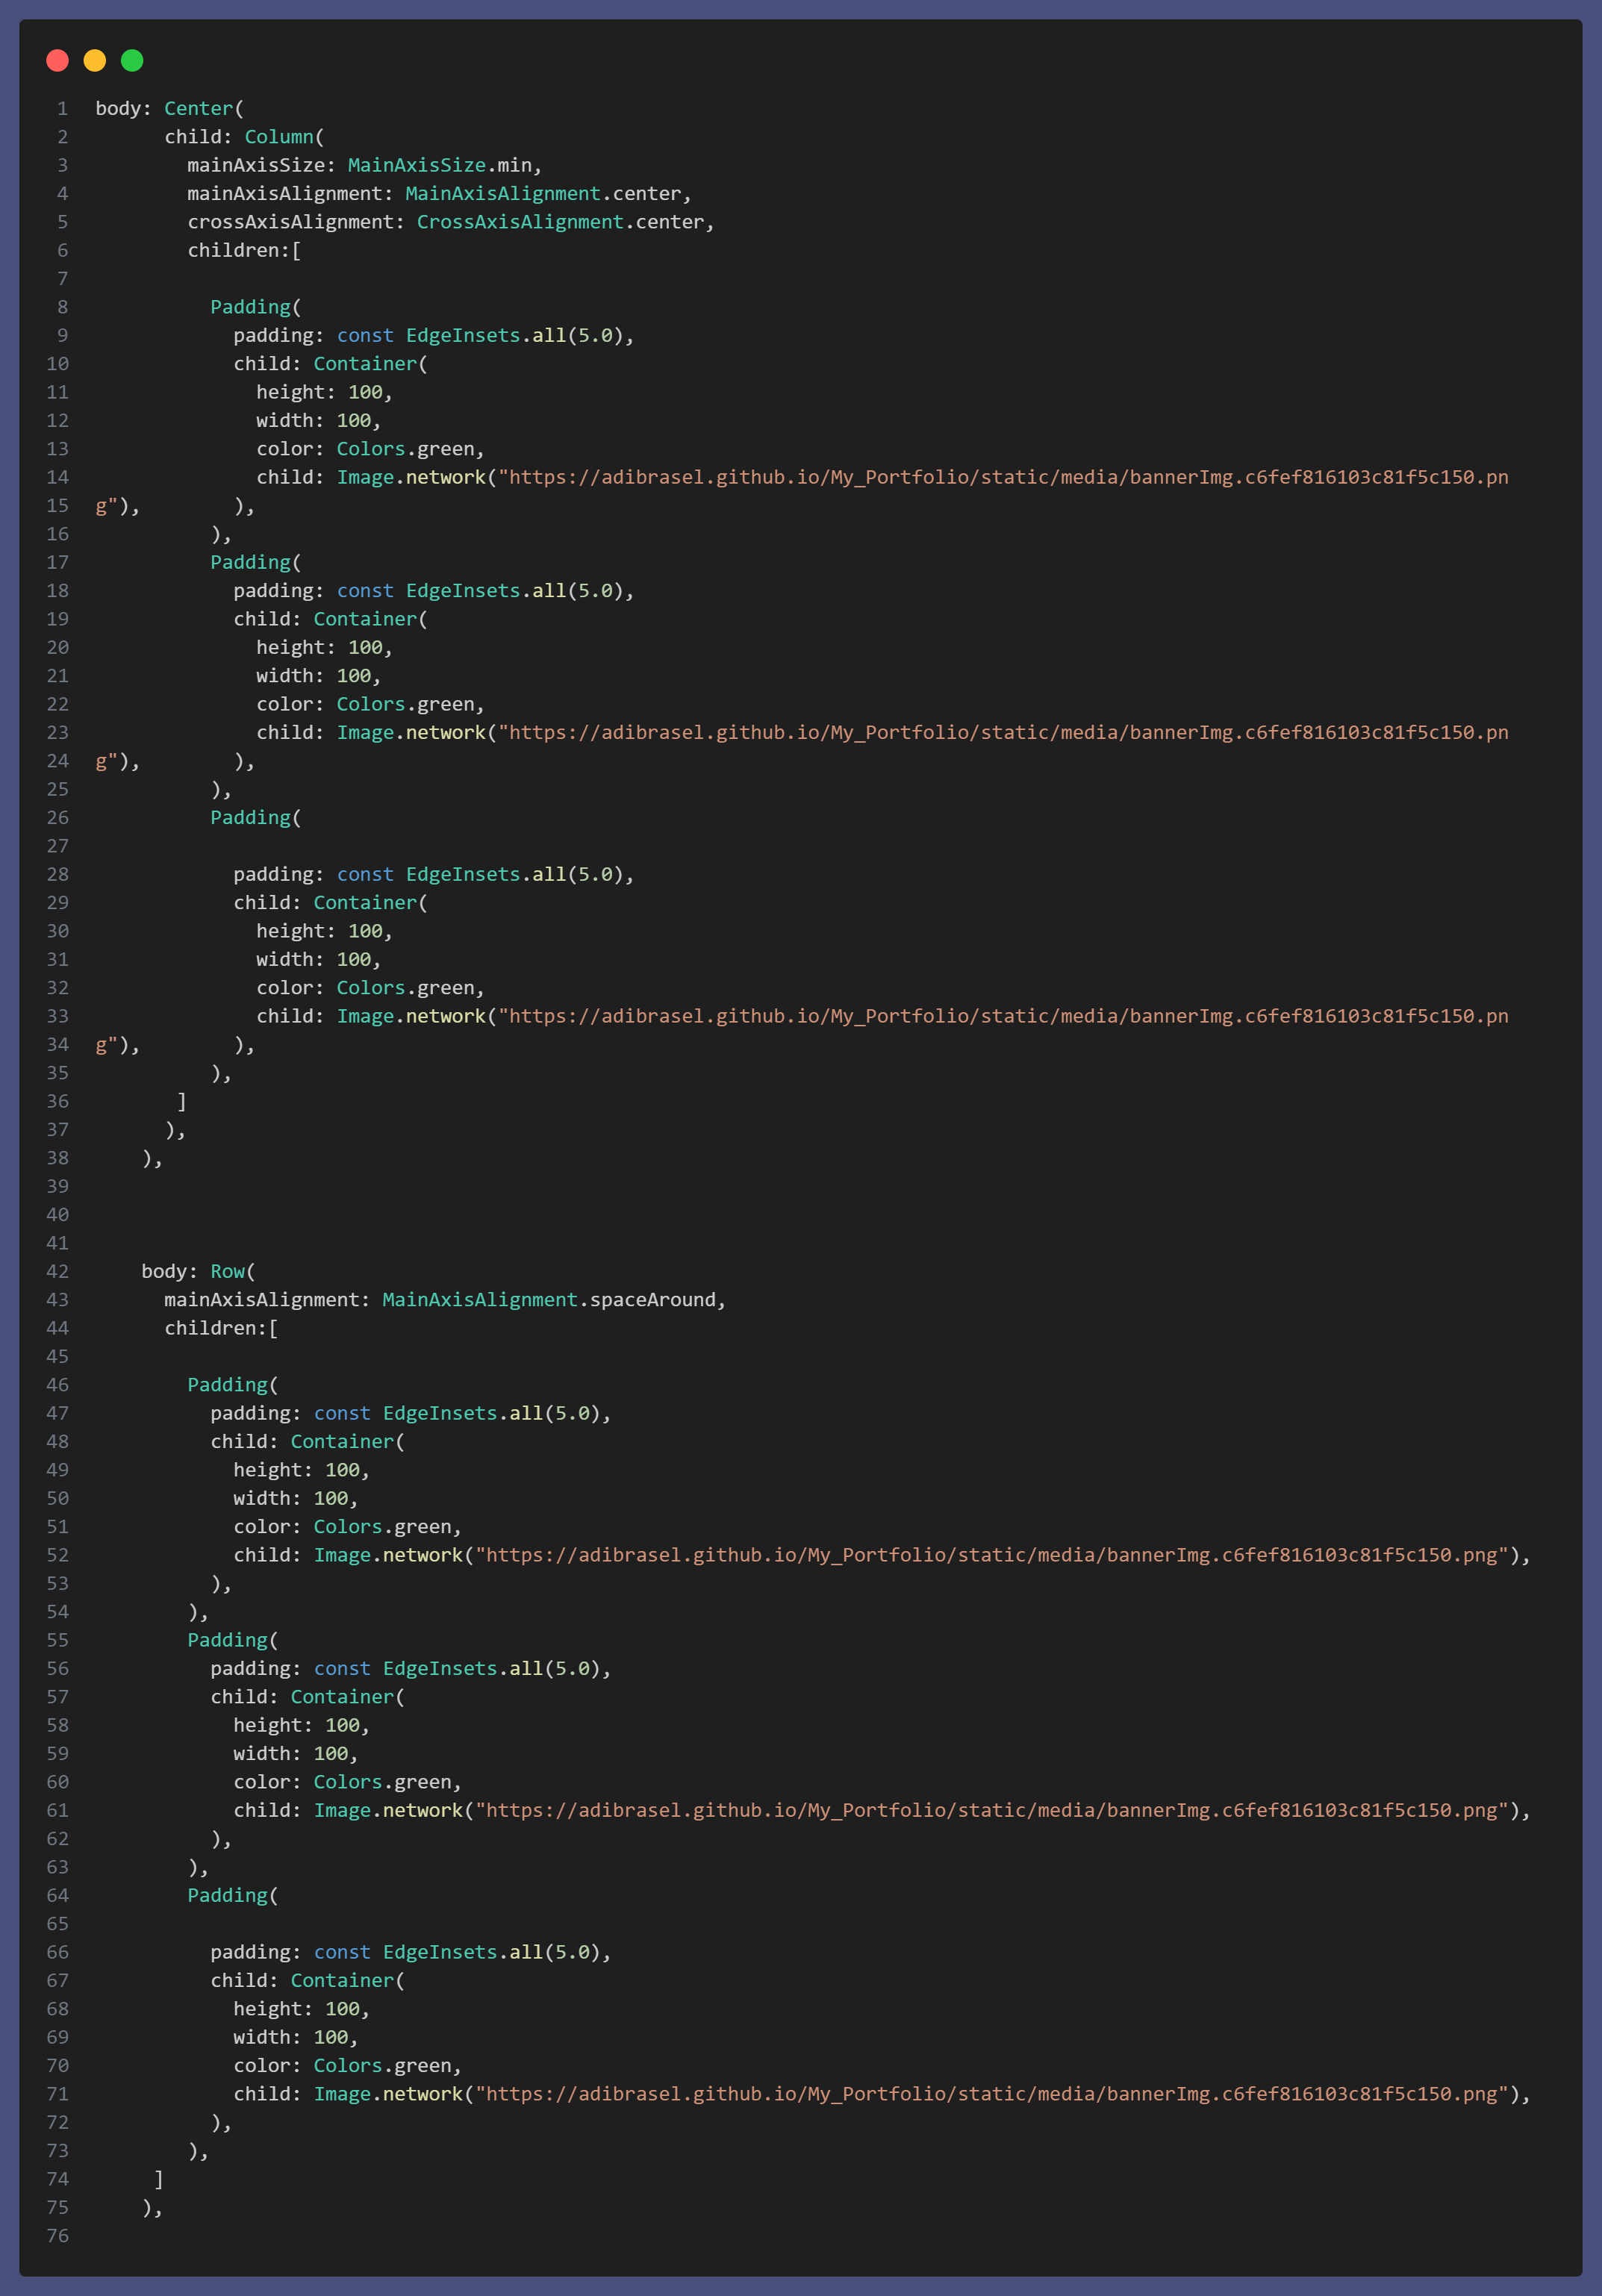 1 body: Center(
2       child: Column(
3         mainAxisSize: MainAxisSize.min,
4         mainAxisAlignment: MainAxisAlignment.center,
5         crossAxisAlignment: CrossAxisAlignment.center,
6         children:[
7
8           Padding(
9             padding: const EdgeInsets.all(5.0),
10             child: Container(
11               height: 100,
12               width: 100,
13               color: Colors.green,
14               child: Image.network("https://adibrasel.github.io/My_Portfolio/static/media/bannerImg.c6fef816103c81f5c150.pn
15 g"),        ),
16           ),
17           Padding(
18             padding: const EdgeInsets.all(5.0),
19             child: Container(
20               height: 100,
21               width: 100,
22               color: Colors.green,
23               child: Image.network("https://adibrasel.github.io/My_Portfolio/static/media/bannerImg.c6fef816103c81f5c150.pn
24 g"),        ),
25           ),
26           Padding(
27
28             padding: const EdgeInsets.all(5.0),
29             child: Container(
30               height: 100,
31               width: 100,
32               color: Colors.green,
33               child: Image.network("https://adibrasel.github.io/My_Portfolio/static/media/bannerImg.c6fef816103c81f5c150.pn
34 g"),        ),
35           ),
36        ]
37       ),
38     ),
39
40
41
42     body: Row(
43       mainAxisAlignment: MainAxisAlignment.spaceAround,
44       children:[
45
46         Padding(
47           padding: const EdgeInsets.all(5.0),
48           child: Container(
49             height: 100,
50             width: 100,
51             color: Colors.green,
52             child: Image.network("https://adibrasel.github.io/My_Portfolio/static/media/bannerImg.c6fef816103c81f5c150.png"),
53           ),
54         ),
55         Padding(
56           padding: const EdgeInsets.all(5.0),
57           child: Container(
58             height: 100,
59             width: 100,
60             color: Colors.green,
61             child: Image.network("https://adibrasel.github.io/My_Portfolio/static/media/bannerImg.c6fef816103c81f5c150.png"),
62           ),
63         ),
64         Padding(
65
66           padding: const EdgeInsets.all(5.0),
67           child: Container(
68             height: 100,
69             width: 100,
70             color: Colors.green,
71             child: Image.network("https://adibrasel.github.io/My_Portfolio/static/media/bannerImg.c6fef816103c81f5c150.png"),
72           ),
73         ),
74      ]
75     ),
76